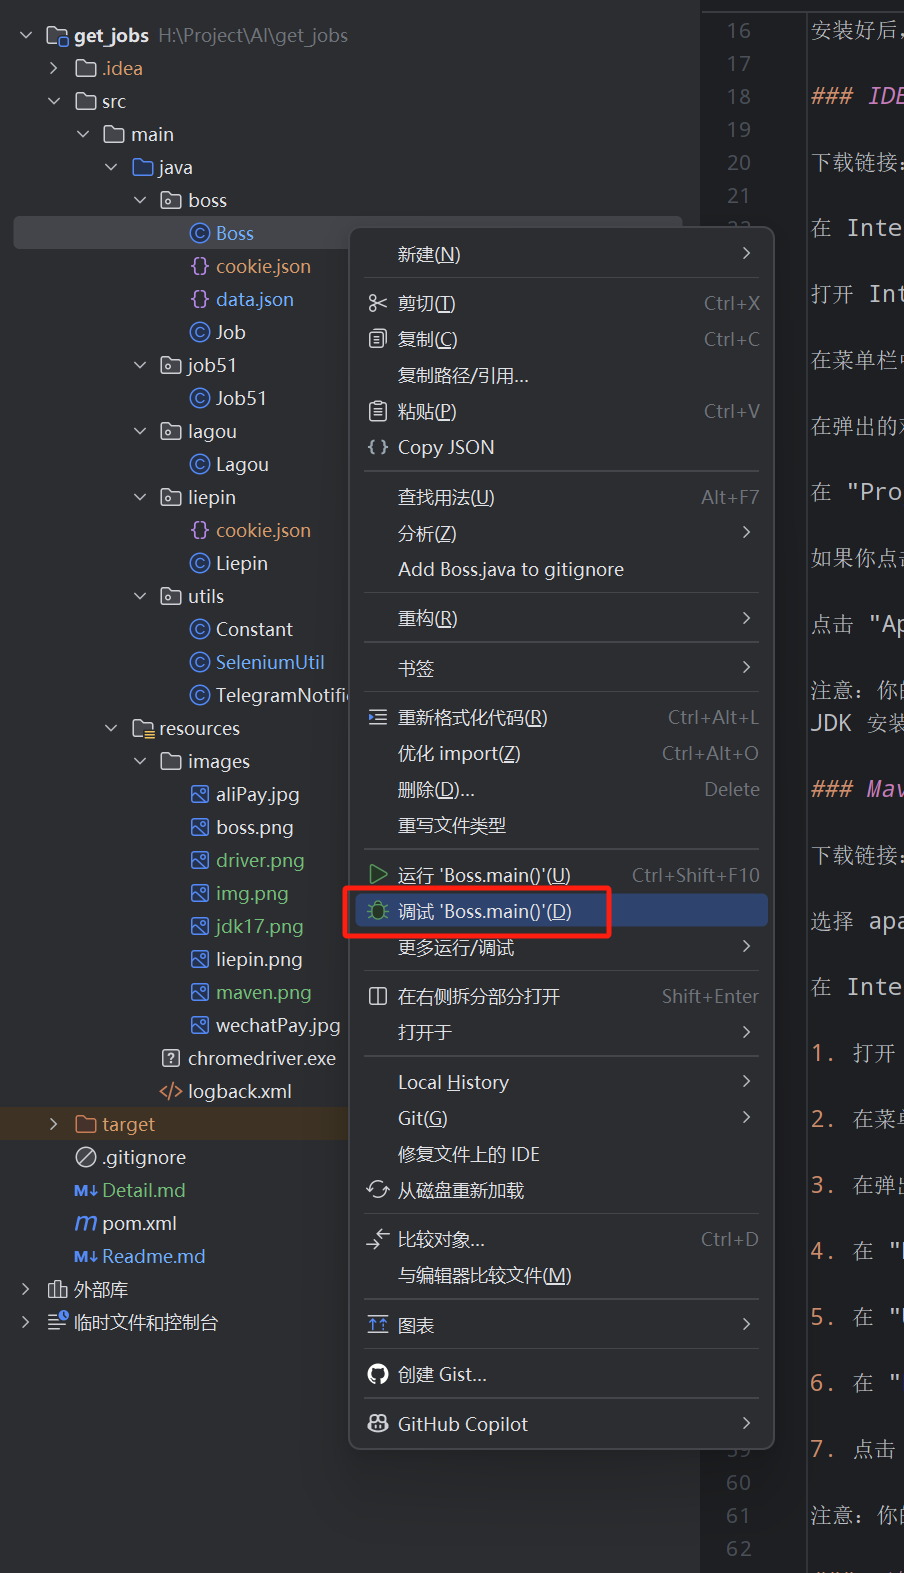 get_jobs H:\Project\AI\get_jobs
.idea
src
main
java
boss
Boss
cookie.json
data.json
Job
job51
Job51
lagou
Lagou
liepin
cookie.json
Liepin
utils
Constant
SeleniumUtil
TelegramNotific
resources
images
aliPay.jpg
boss.png
driver.png
img.png
jdk17.png
liepin.png
maven.png
wechatPay.jpg
chromedriver.exe
logback.xml
target
.gitignore
Detail.md
pom.xml
Readme.md
外部库
临时文件和控制台
新建(N)
剪切(T) Ctrl+X
复制(C) Ctrl+C
复制路径/引用...
粘贴(P) Ctrl+V
Copy JSON
查找用法(U) Alt+F7
分析(Z)
Add Boss.java to gitignore
重构(R)
书签
重新格式化代码(R) Ctrl+Alt+L
优化 import(Z) Ctrl+Alt+O
删除(D)... Delete
重写文件类型
运行 'Boss.main()'(U) Ctrl+Shift+F10
调试 'Boss.main()'(D)
更多运行/调试
在右侧拆分部分打开 Shift+Enter
打开于
Local History
Git(G)
修复文件上的 IDE
从磁盘重新加载
比较对象... Ctrl+D
与编辑器比较文件(M)
图表
创建 Gist...
GitHub Copilot
16 安装好后,
17
18 ### IDE
19
20 下载链接:
21
在 Inte
打开 Int
在菜单栏
在弹出的
在 "Pro
如果你点
点击 "Ap
注意: 你的
JDK 安装
### Mav
下载链接:
选择 apa
在 Inte
1. 打开
2. 在菜
3. 在弹
4. 在 "
5. 在 "
6. 在 "
7. 点击
60
61 注意: 你的
62